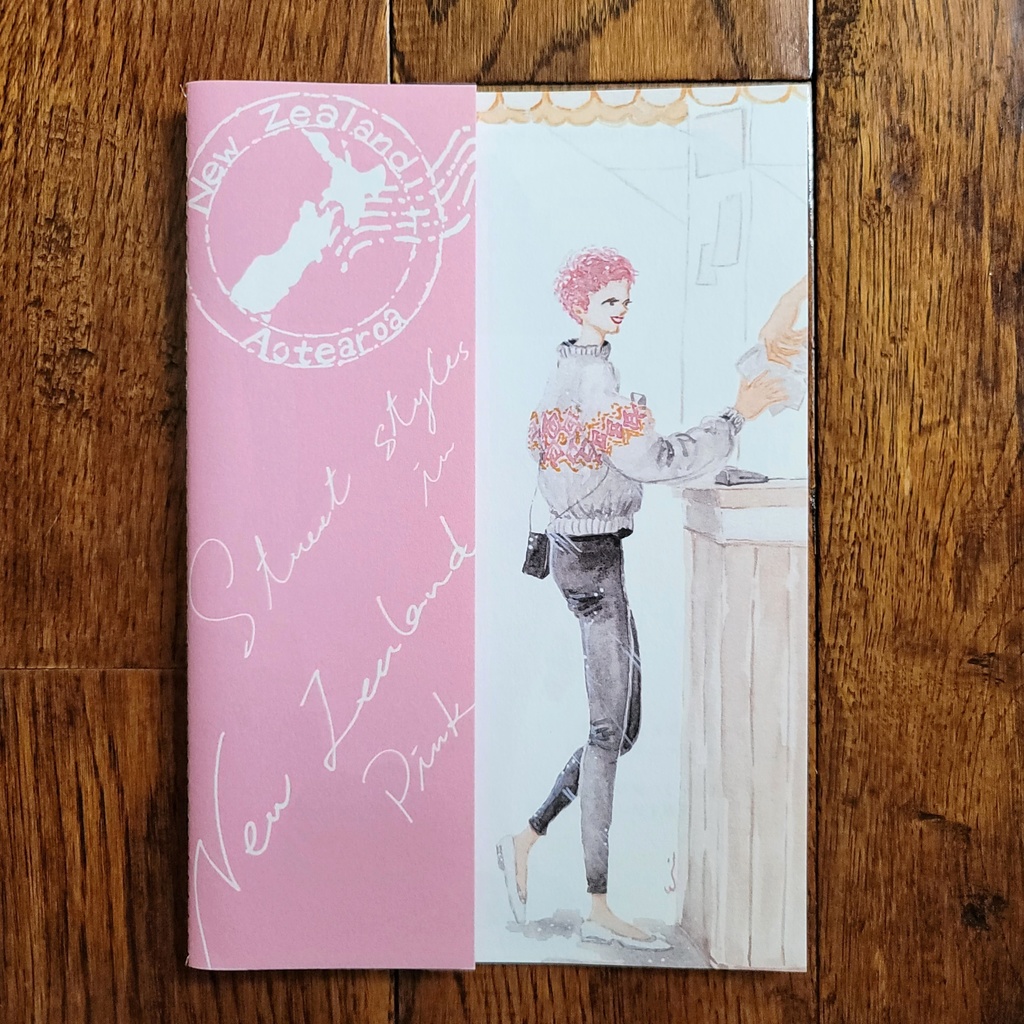 New Zealand
Aotearoa
Street styles
in
New Zealand
Pink